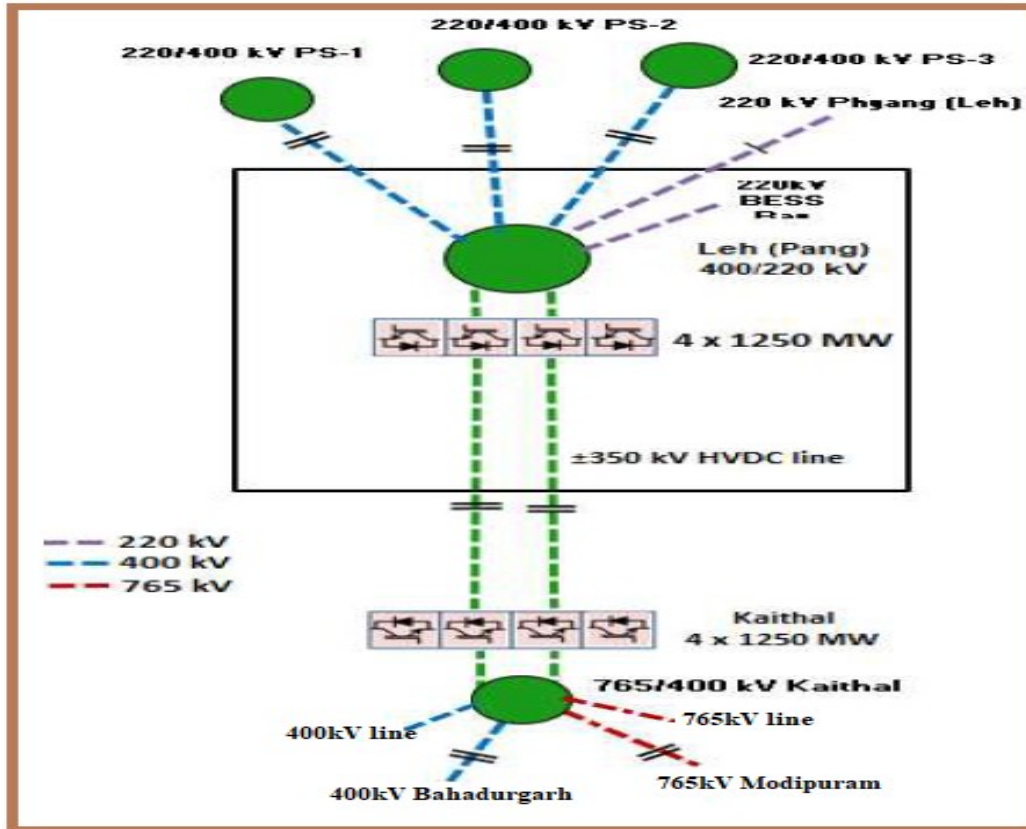 220/400 kV PS-2
220/400 kV PS-1
220/400 kV PS-3
220 kV Phyang (Leh)
220kV
BESS
Leh (Pang)
400/220 kV
4 x 1250 MW
±350 kV HVDC line
220 kV
400 kV
765 kV
Kaithal
4 x 1250 MW
765/400 kV Kaithal
400kV line
765kV line
765kV Modipuram
400kV Bahadurgarh